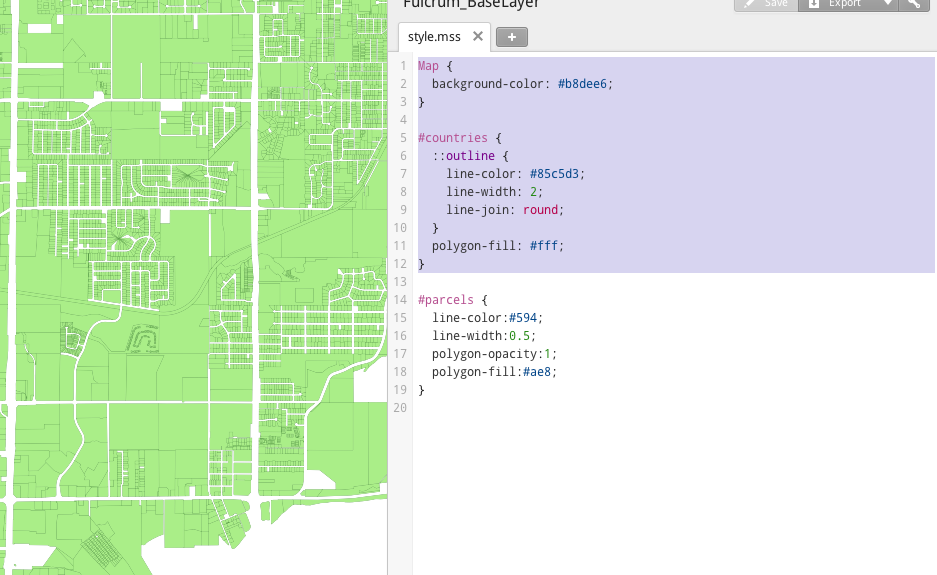 Fulcrum_BaseLayer
Save
Export
style.mss
+
1 Map {
2   background-color: #b8dee6;
3 }
4
5 #countries {
6   ::outline {
7     line-color: #85c5d3;
8     line-width: 2;
9     line-join: round;
10   }
11   polygon-fill: #fff;
12 }
13
14 #parcels {
15   line-color:#594;
16   line-width:0.5;
17   polygon-opacity:1;
18   polygon-fill:#ae8;
19 }
20